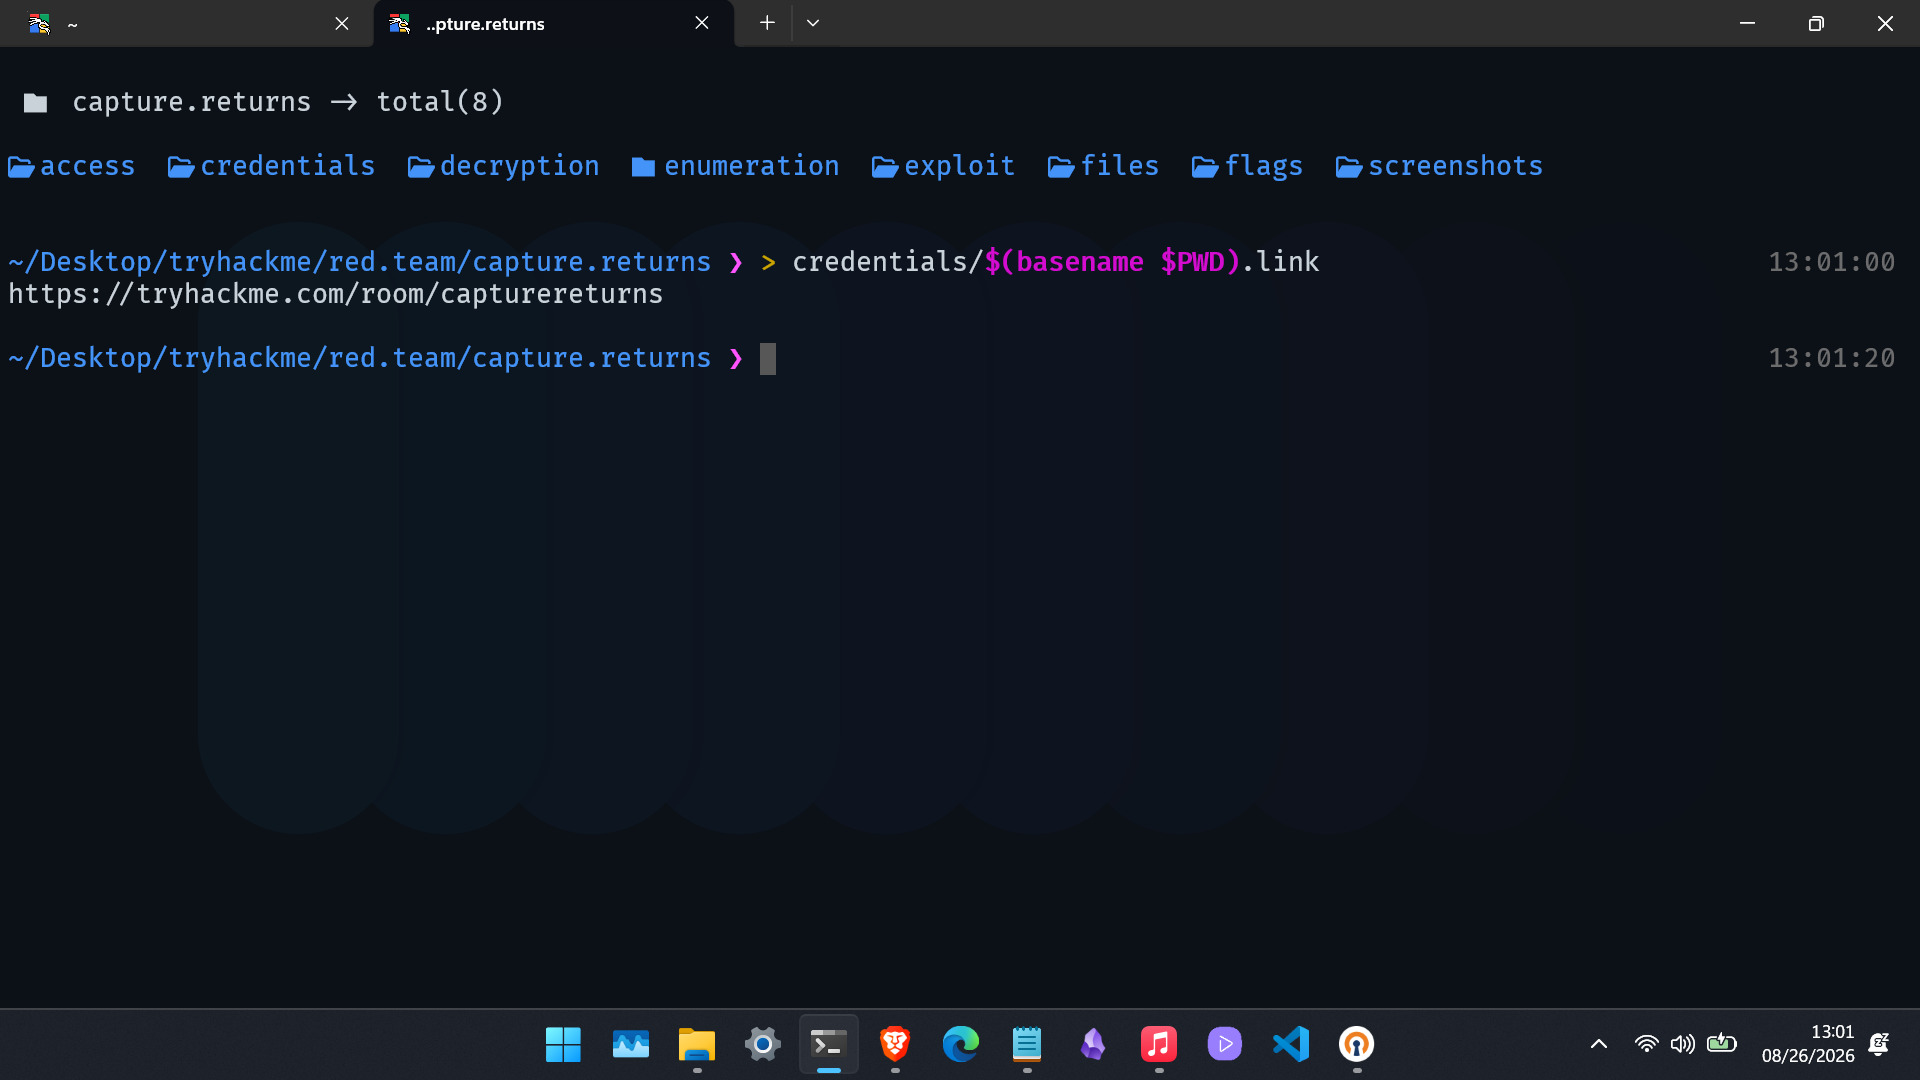 ~
..pture.returns
capture.returns → total(8)
access credentials decryption enumeration exploit files flags screenshots
~/Desktop/tryhackme/red.team/capture.returns ❯ > credentials/$(basename $PWD).link 13:01:00
https://tryhackme.com/room/capturereturns
~/Desktop/tryhackme/red.team/capture.returns ❯ 13:01:20
13:01
08/26/2026